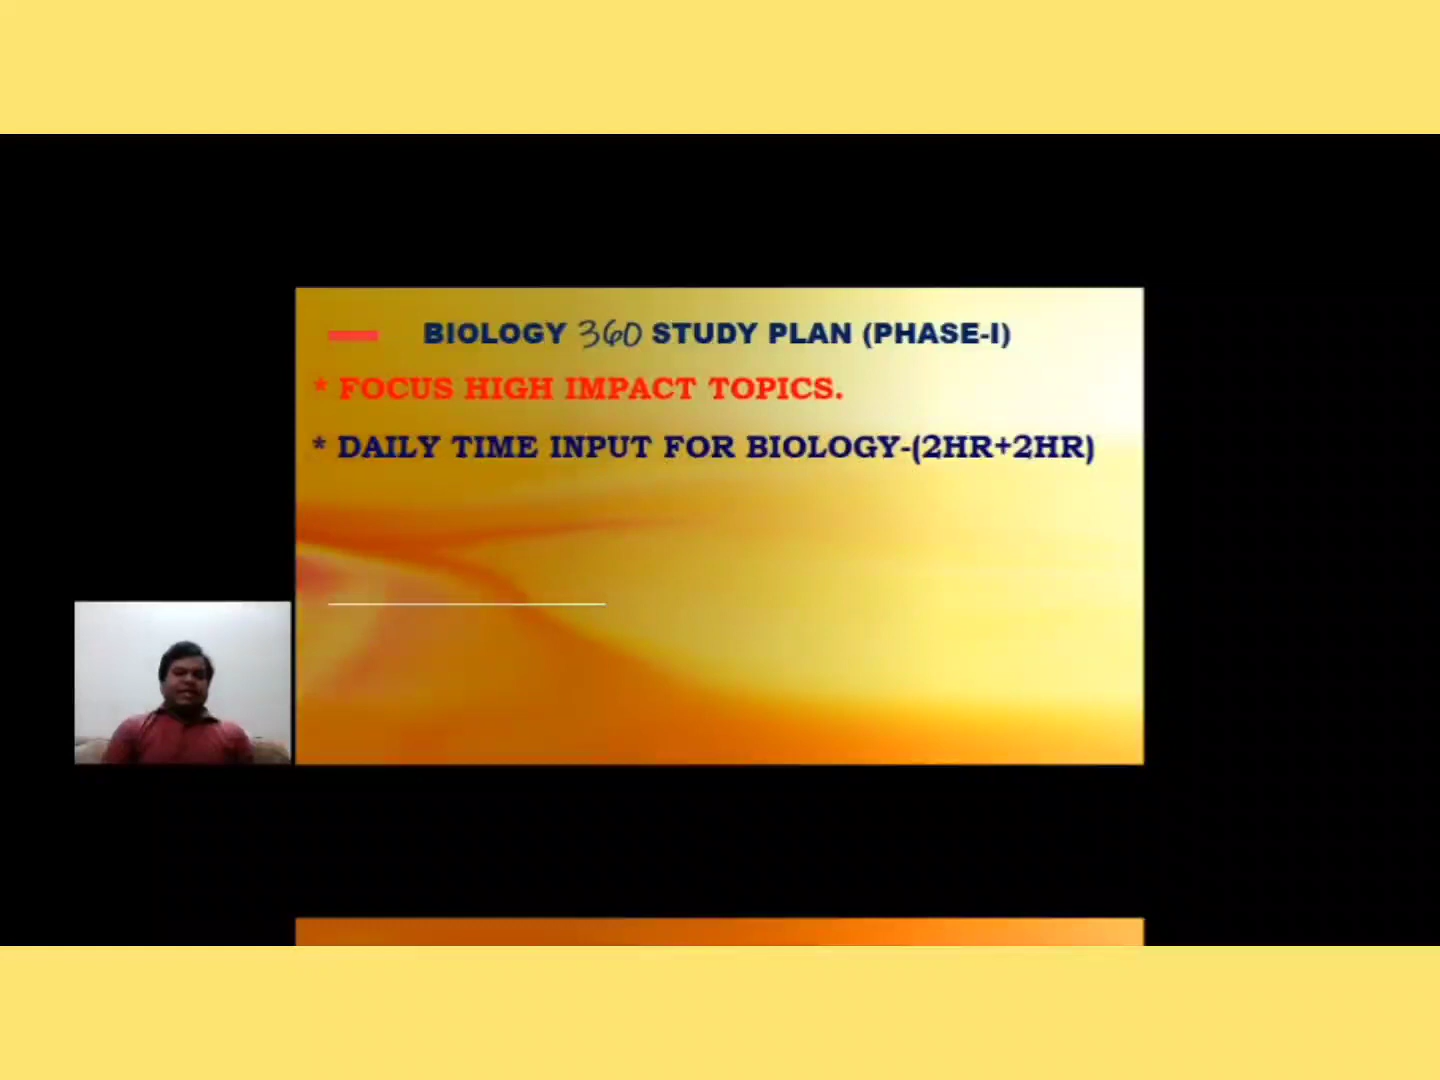 BIOLOGY 360 STUDY PLAN (PHASE-I)
* FOCUS HIGH IMPACT TOPICS.
* DAILY TIME INPUT FOR BIOLOGY-(2HR+2HR)